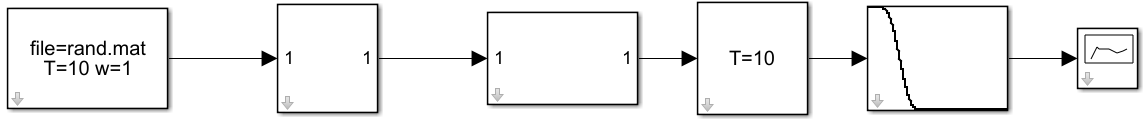 file=rand.mat
T=10 w=1
1 1
1 1
T=10